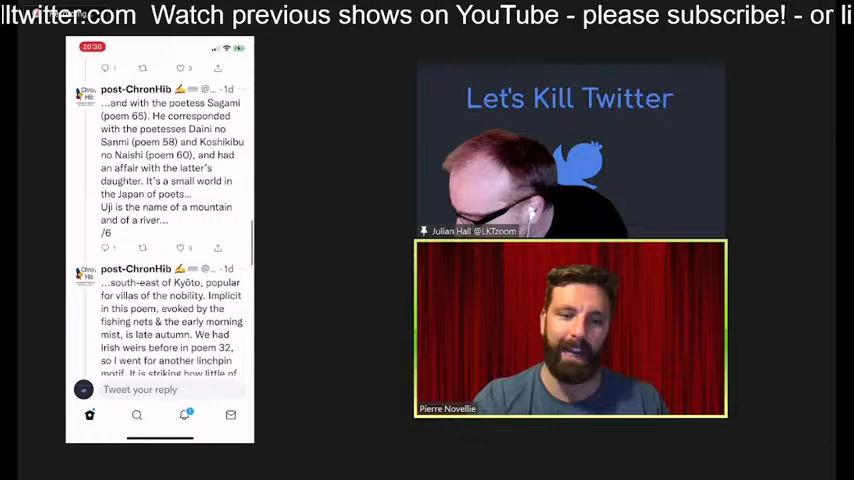 lltwitter.com Watch previous shows on YouTube - please subscribe! - or li
20:36
1 3
post-ChronHib @... · 1d
...and with the poetess Sagami
(poem 65). He corresponded
with the poetesses Daini no
Sanmi (poem 58) and Koshikibu
no Naishi (poem 60), and had
an affair with the latter's
daughter. It's a small world in
the Japan of poets...
Uji is the name of a mountain
and of a river...
/6
1 3
post-ChronHib @... · 1d
...south-east of Kyōto, popular
for villas of the nobility. Implicit
in this poem, evoked by the
fishing nets & the early morning
mist, is late autumn. We had
Irish weirs before in poem 32,
so I went for another linchpin
motif. It is striking how little of
Tweet your reply
1
Let's Kill Twitter
Julian Hall @LKTzoom
Pierre Novellie